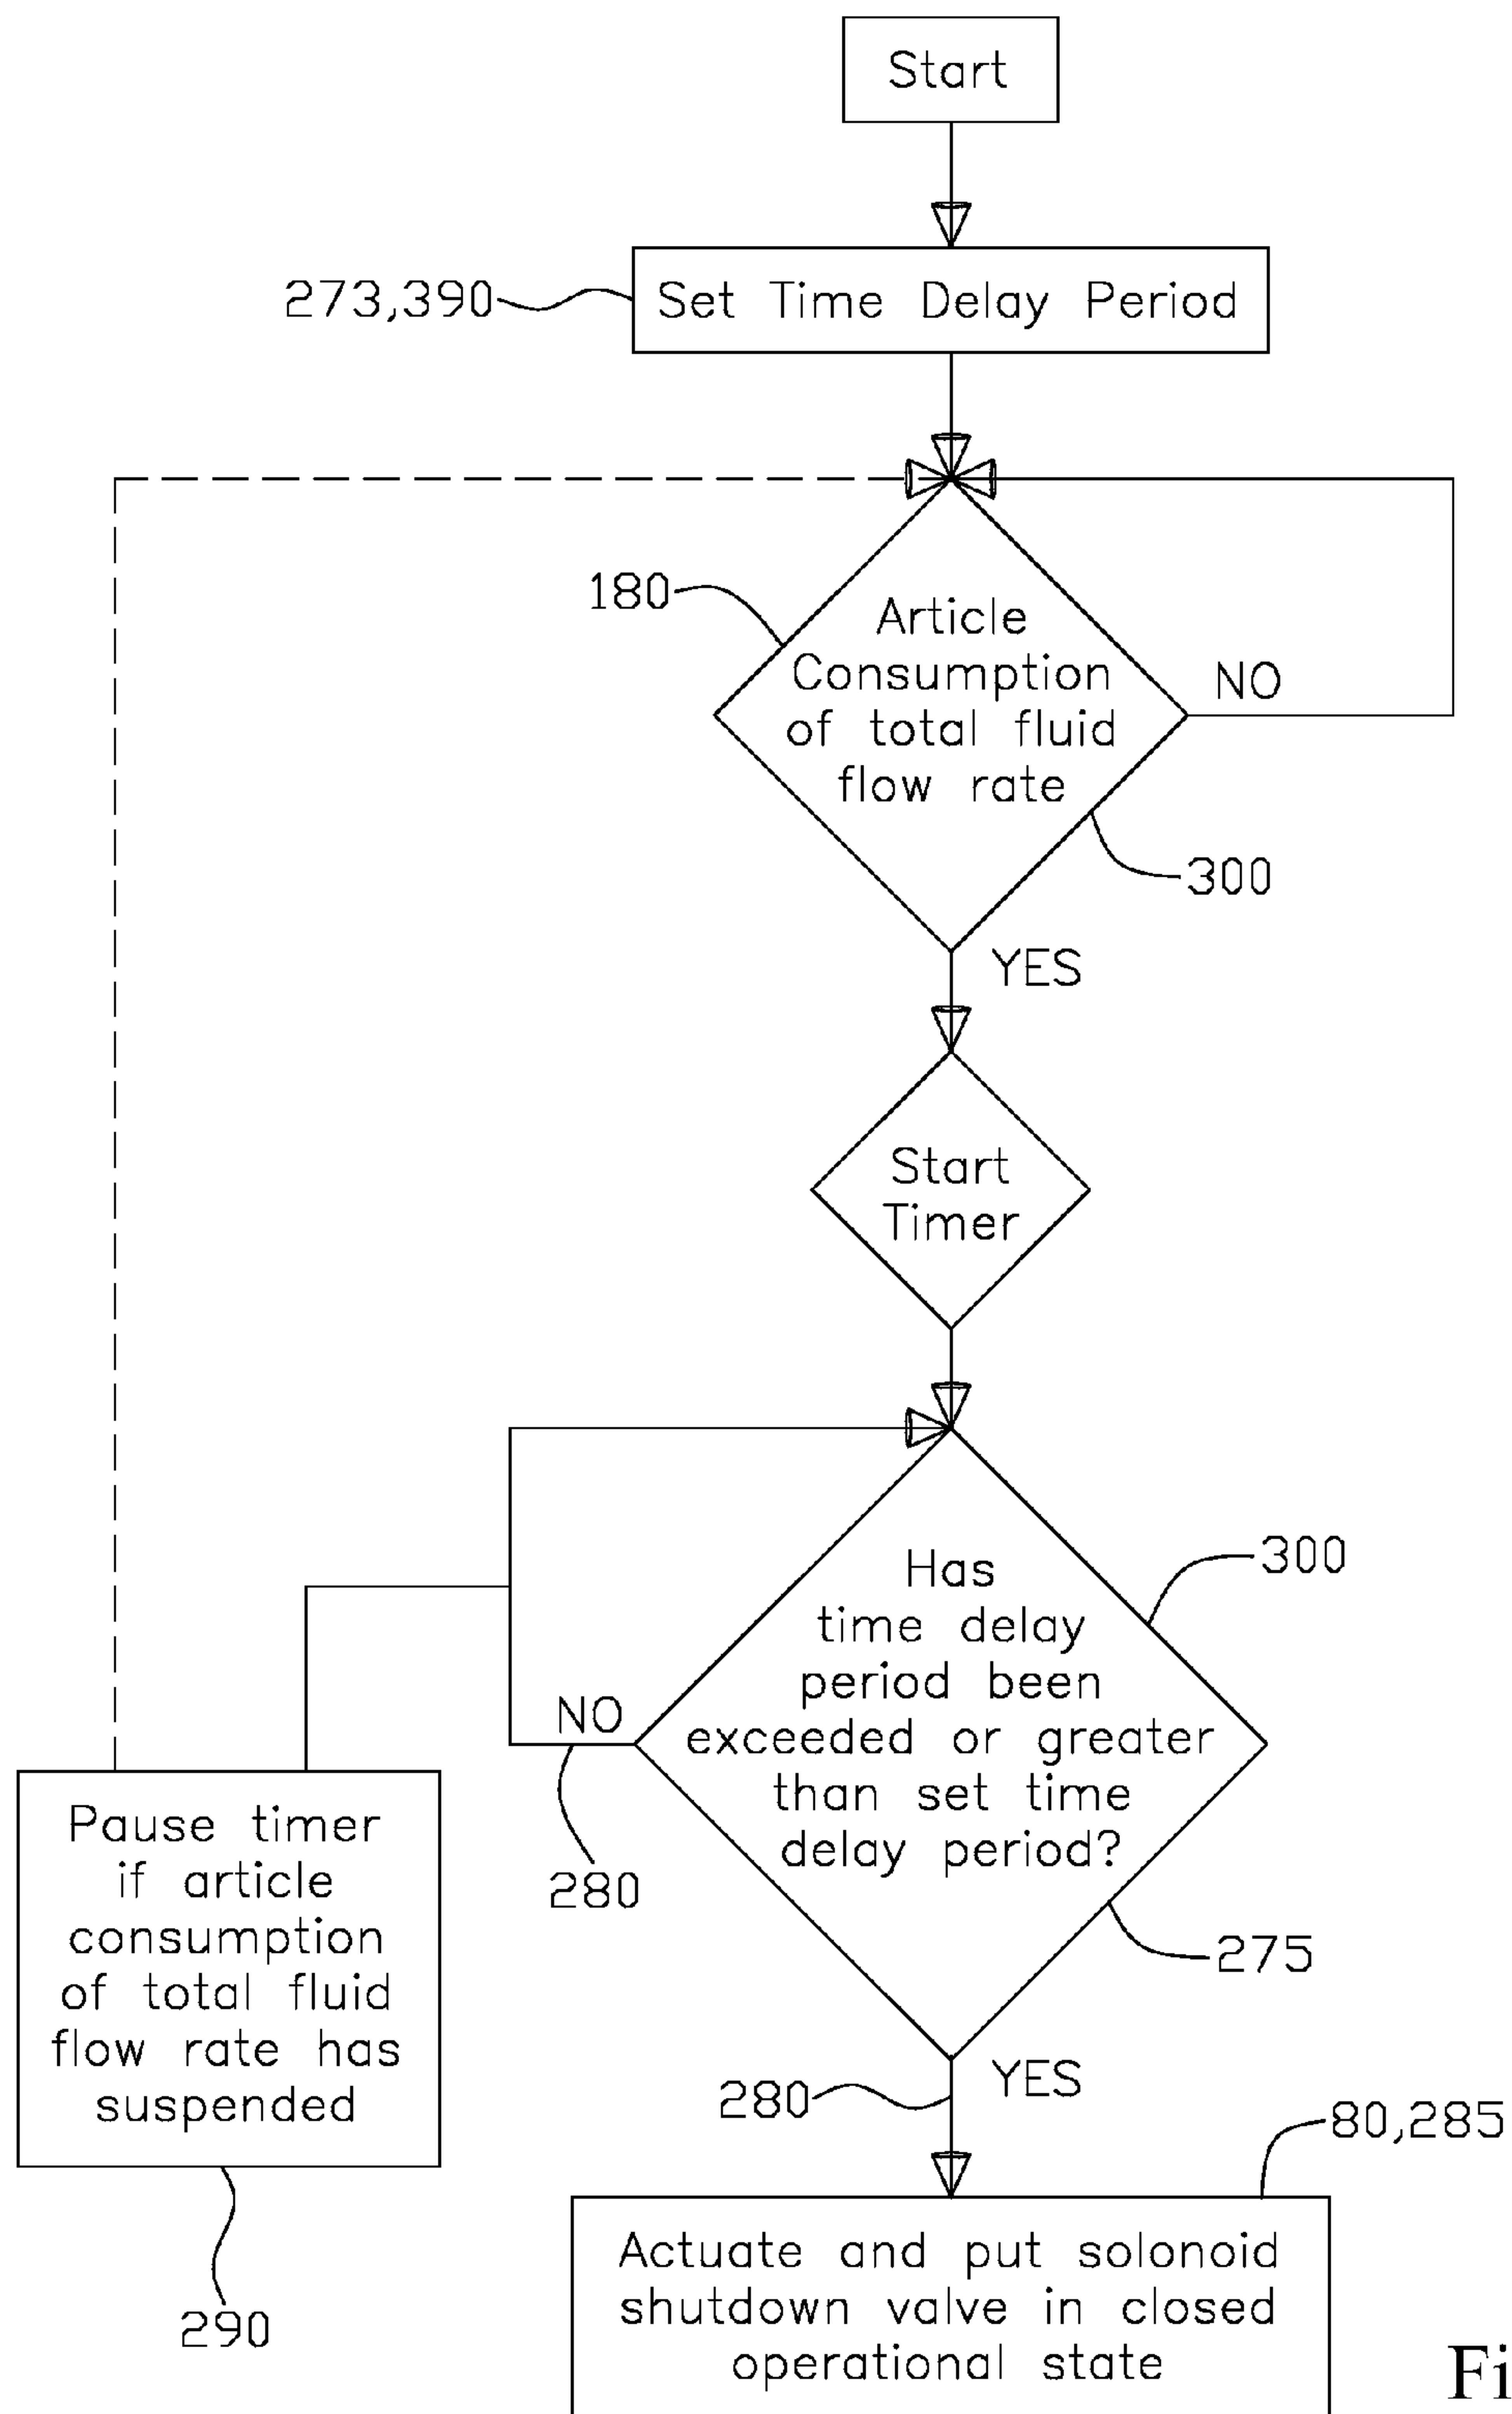 Start
273,390
Set Time Delay Period
180
Article
Consumption
of total fluid
flow rate
NO
300
YES
Start
Timer
Has
time delay
period been
exceeded or greater
than set time
delay period?
300
NO
280
275
Pause timer
if article
consumption
of total fluid
flow rate has
suspended
290
280
YES
80,285
Actuate and put solonoid
shutdown valve in closed
operational state